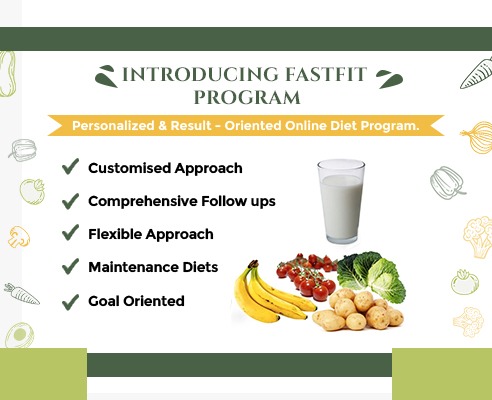 INTRODUCING FASTFIT
PROGRAM
Personalized & Result - Oriented Online Diet Program.
Customised Approach
Comprehensive Follow ups
Flexible Approach
Maintenance Diets
Goal Oriented